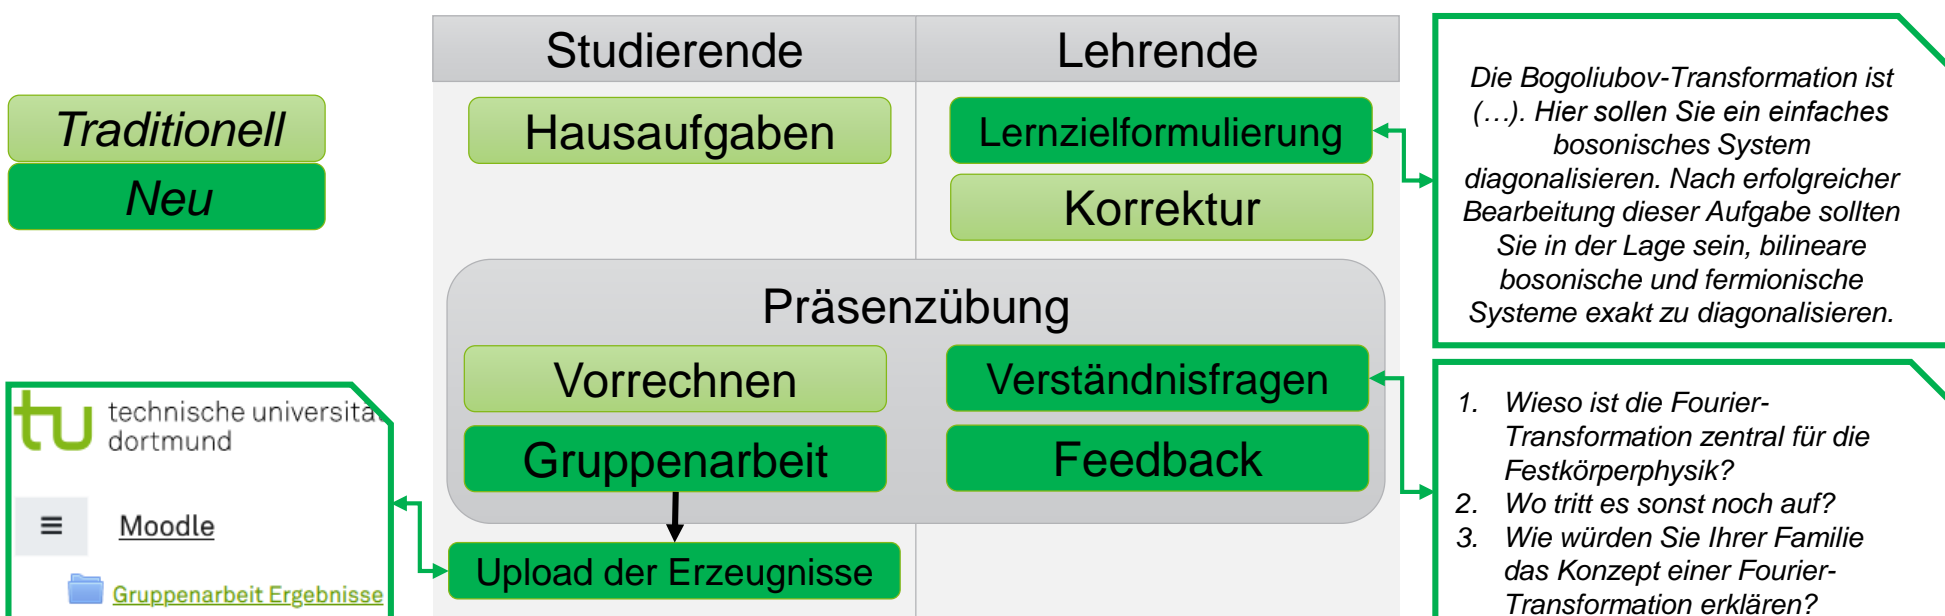 Studierende
Lehrende
Traditionell
Neu
Hausaufgaben
Lernzielformulierung
Korrektur
Die Bogoliubov-Transformation ist
(…). Hier sollen Sie ein einfaches
bosonisches System
diagonalisieren. Nach erfolgreicher
Bearbeitung dieser Aufgabe sollten
Sie in der Lage sein, bilineare
bosonische und fermionische
Systeme exakt zu diagonalisieren.
Präsenzübung
Vorrechnen
Verständnisfragen
Gruppenarbeit
Feedback
Upload der Erzeugnisse
tu technische universitä
dortmund
Moodle
Gruppenarbeit Ergebnisse
1. Wieso ist die Fourier-
Transformation zentral für die
Festkörperphysik?
2. Wo tritt es sonst noch auf?
3. Wie würden Sie Ihrer Familie
das Konzept einer Fourier-
Transformation erklären?